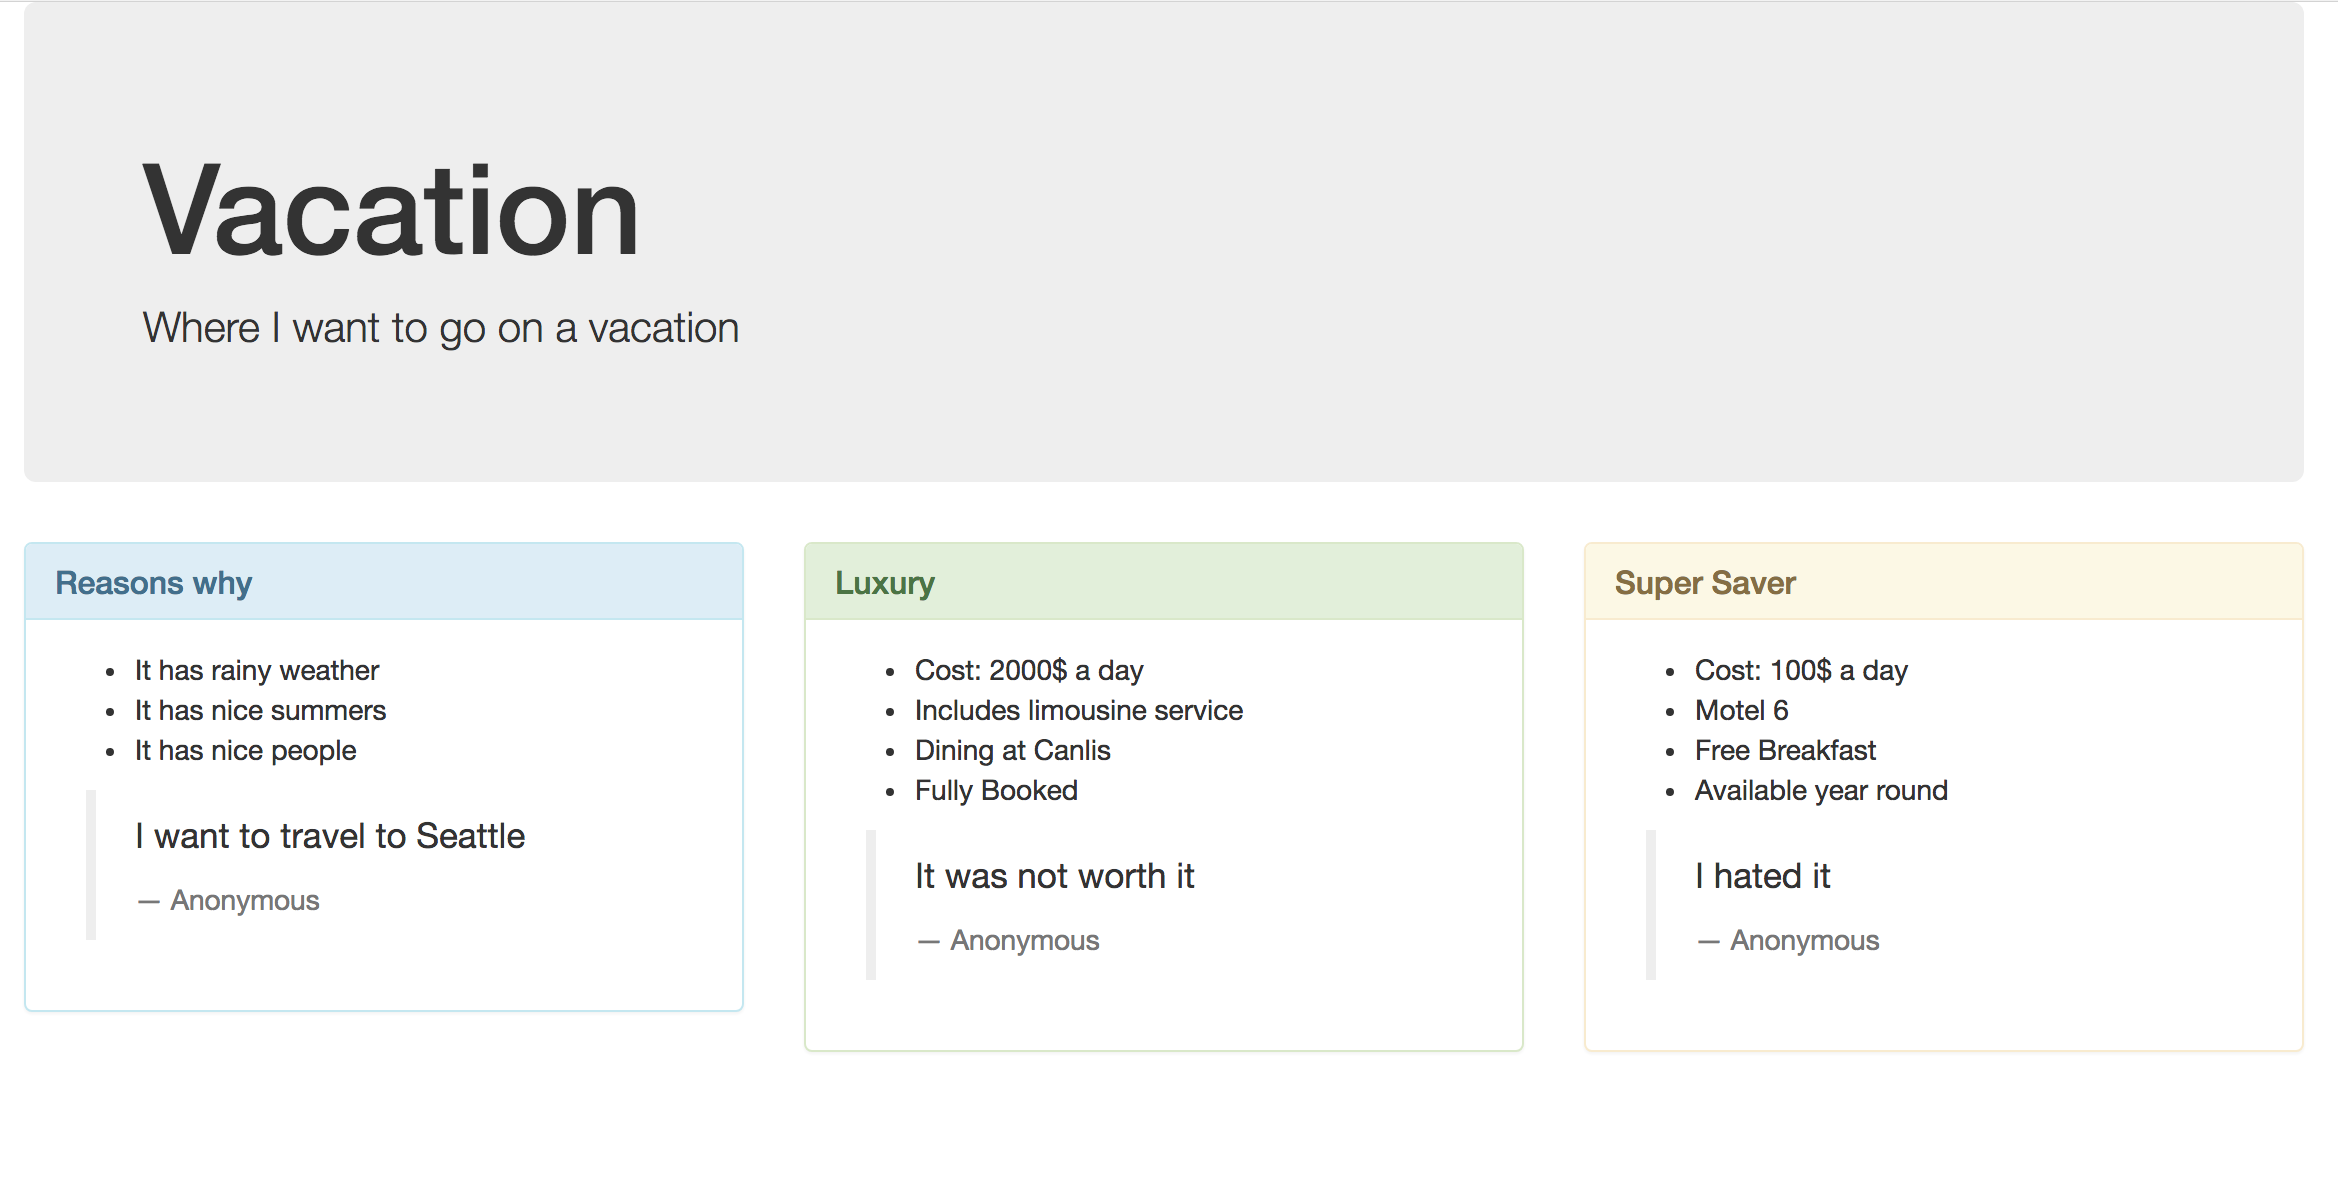 Vacation
Where I want to go on a vacation
Reasons why
It has rainy weather
It has nice summers
It has nice people
I want to travel to Seattle
— Anonymous
Luxury
Cost: 2000$ a day
Includes limousine service
Dining at Canlis
Fully Booked
It was not worth it
— Anonymous
Super Saver
Cost: 100$ a day
Motel 6
Free Breakfast
Available year round
I hated it
— Anonymous